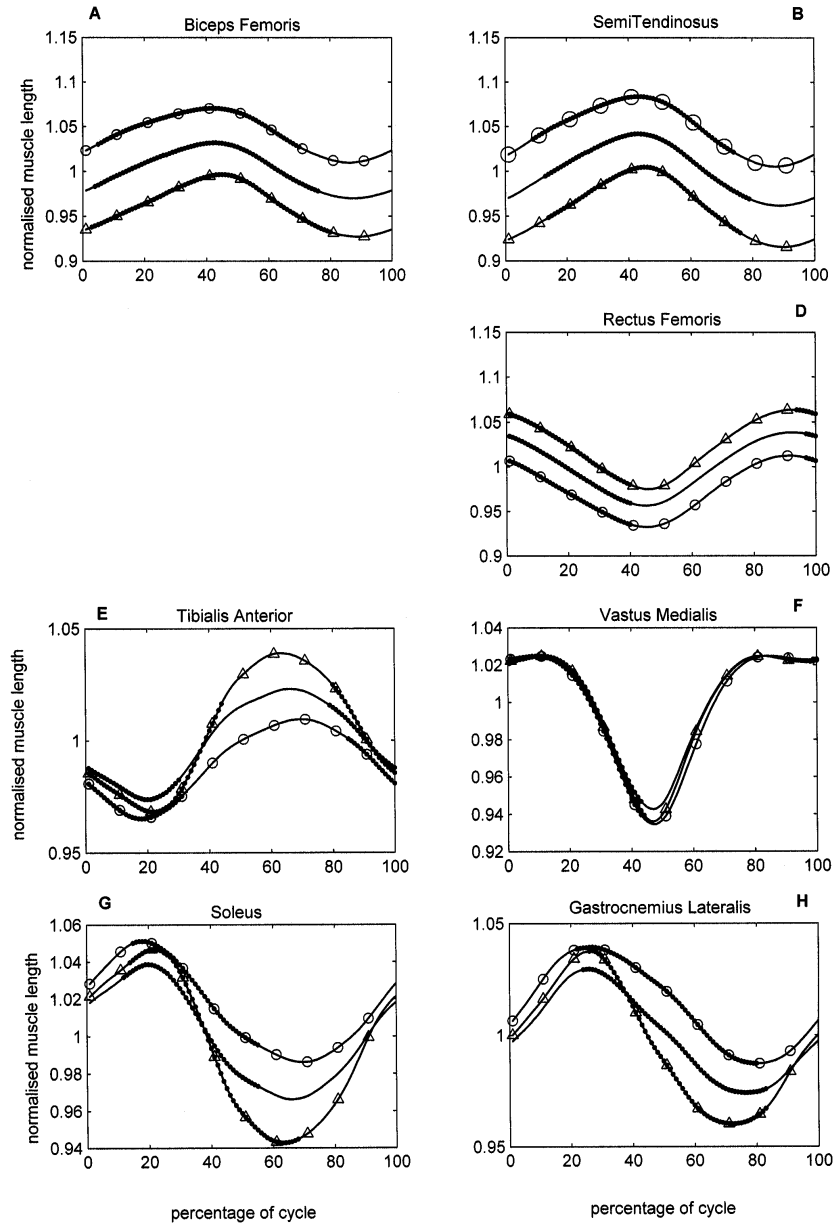 A
Biceps Femoris
1.15
1.1
1.05
1
0.95
0.9
0 20 40 60 80 100
normalised muscle length
SemiTendinosus B
1.15
1.1
1.05
1
0.95
0.9
0 20 40 60 80 100
Rectus Femoris D
1.15
1.1
1.05
1
0.95
0.9
0 20 40 60 80 100
E Tibialis Anterior
1.05
1
0.95
0 20 40 60 80 100
normalised muscle length
Vastus Medialis F
1.04
1.02
1
0.98
0.96
0.94
0.92
0 20 40 60 80 100
G Soleus
1.06
1.04
1.02
1
0.98
0.96
0.94
0 20 40 60 80 100
normalised muscle length
percentage of cycle
Gastrocnemius Lateralis H
1.05
1
0.95
0 20 40 60 80 100
percentage of cycle